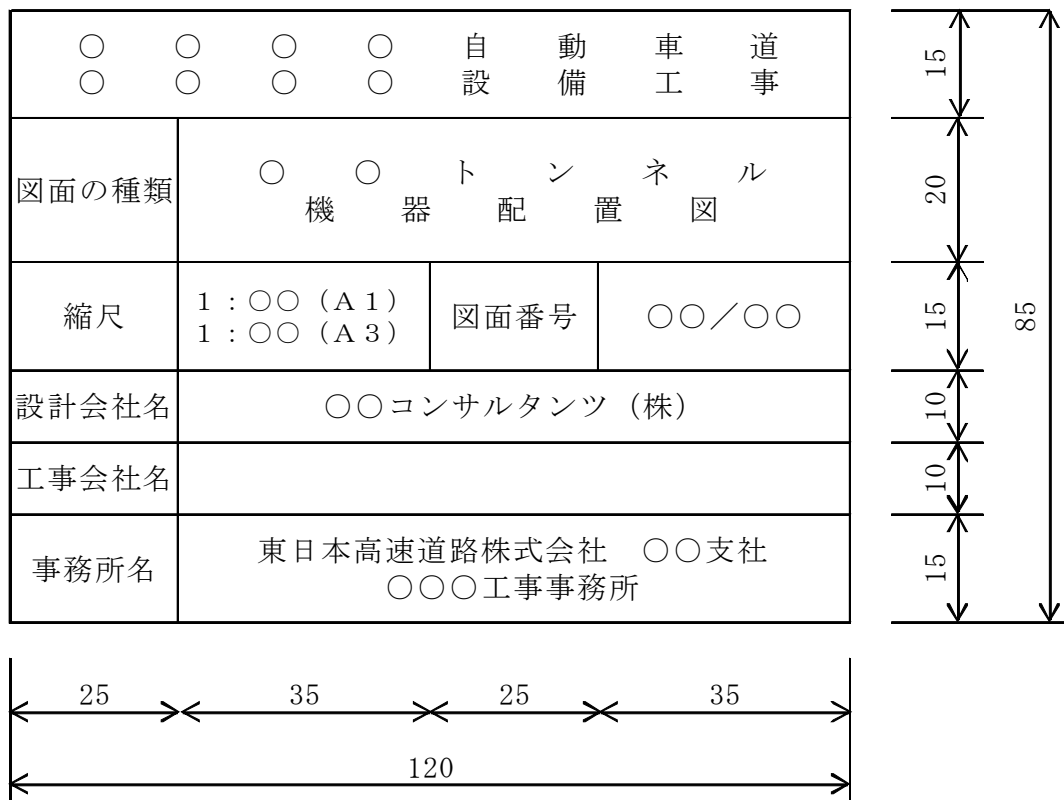 ○ ○ ○ ○ 自 動 車 道
○ ○ ○ ○ 設 備 工 事
図面の種類
○ ○ ト ン ネ ル
機 器 配 置 図
縮尺
1：○○（A1）
1：○○（A3）
図面番号
○○／○○
設計会社名
○○コンサルタンツ（株）
工事会社名
事務所名
東日本高速道路株式会社　○○支社
○○○工事事務所
15
20
15
10
10
15
85
25
35
25
35
120